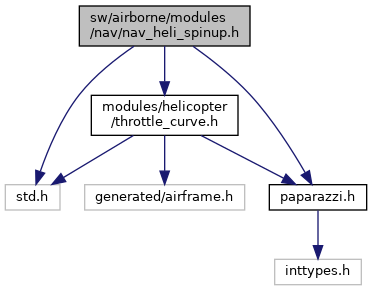 sw/airborne/modules
/nav/nav_heli_spinup.h
modules/helicopter
/throttle_curve.h
std.h
generated/airframe.h
paparazzi.h
inttypes.h